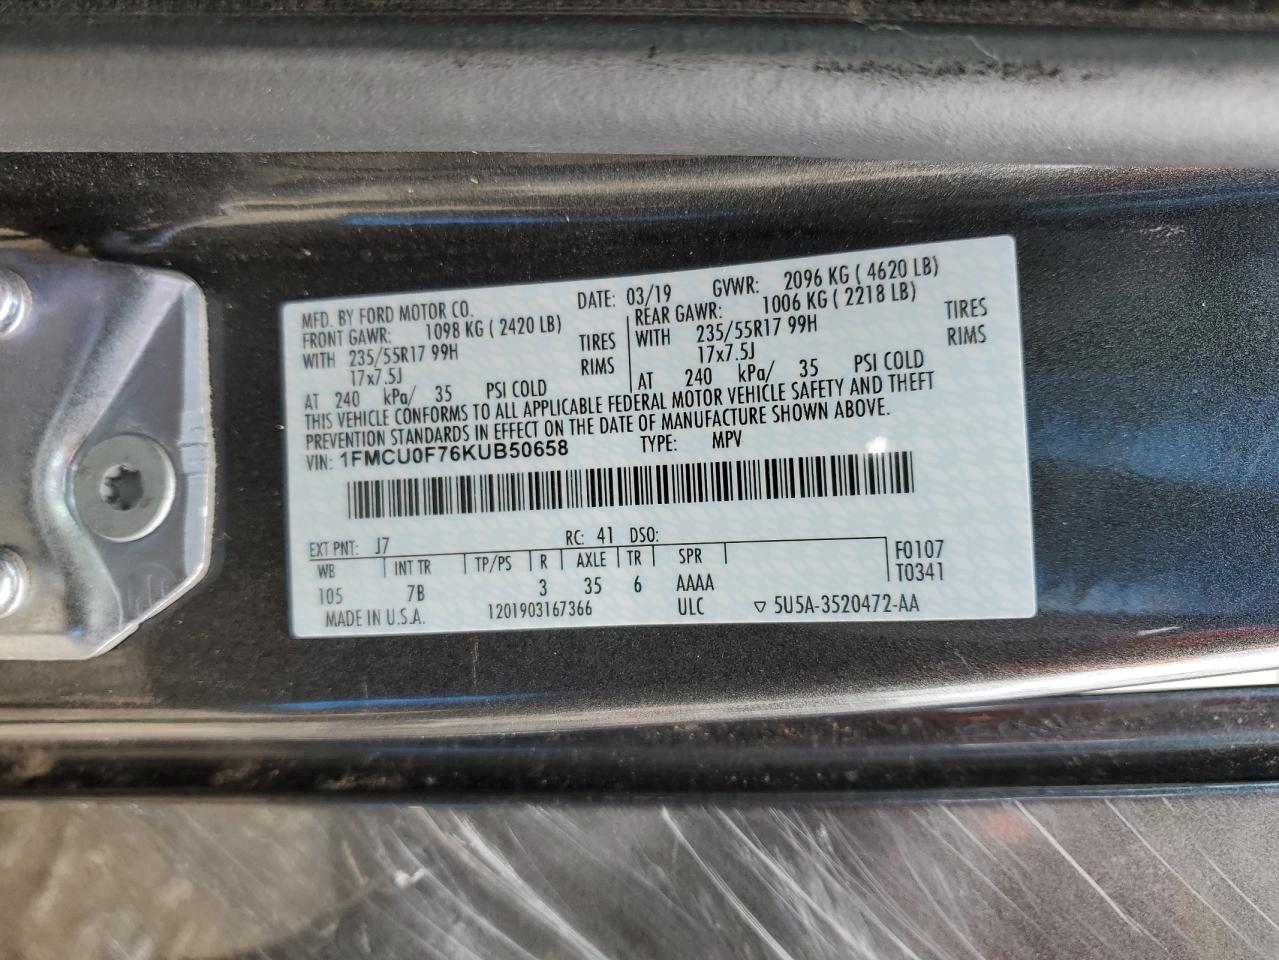 MFD. BY FORD MOTOR CO. DATE: 03/19 GVWR: 2096 KG ( 4620 LB)
FRONT GAWR: 1098 KG ( 2420 LB) REAR GAWR: 1006 KG ( 2218 LB)
WITH 235/55R17 99H TIRES WITH 235/55R17 99H TIRES
17x7.5J RIMS 17x7.5J RIMS
AT 240 kPa/ 35 PSI COLD AT 240 kPa/ 35 PSI COLD
THIS VEHICLE CONFORMS TO ALL APPLICABLE FEDERAL MOTOR VEHICLE SAFETY AND THEFT
PREVENTION STANDARDS IN EFFECT ON THE DATE OF MANUFACTURE SHOWN ABOVE.
VIN: 1FMCU0F76KUB50658 TYPE: MPV
EXT PNT: J7 RC: 41 DSO:
WB INT TR TP/PS R AXLE TR SPR F0107
105 7B 3 35 6 AAAA T0341
MADE IN U.S.A. 1201903167366 ULC ▽ 5U5A-3520472-AA